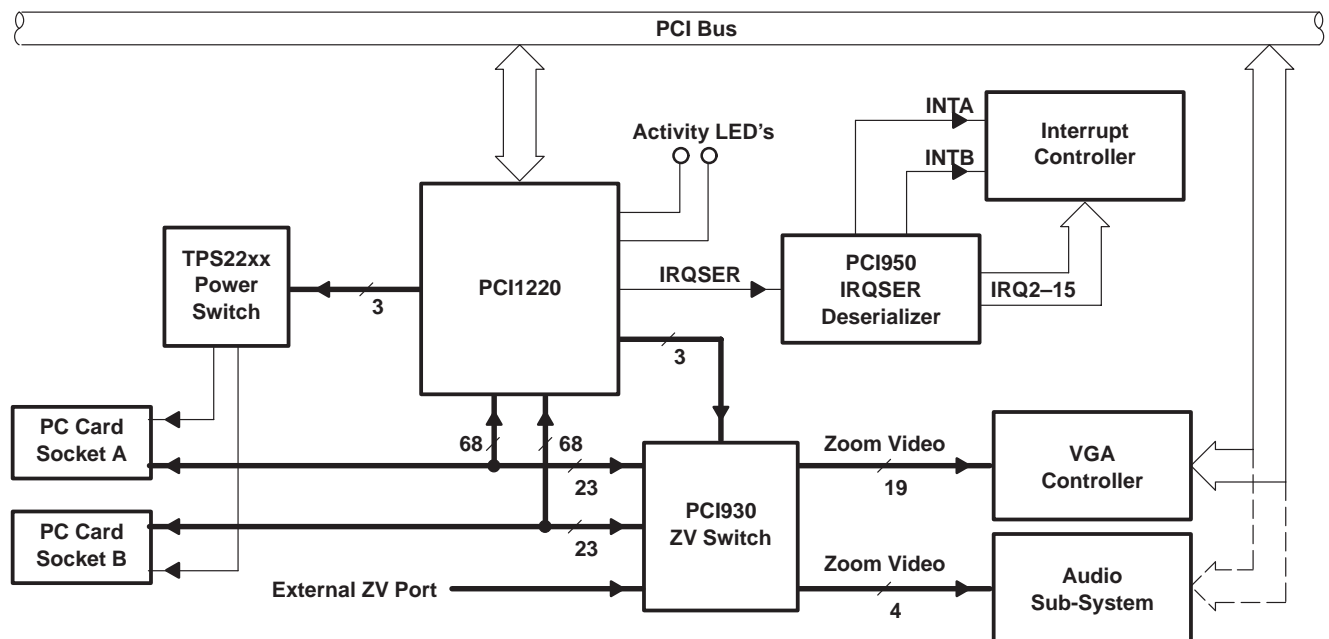 PCI Bus
Activity LED's
INTA
INTB
Interrupt
Controller
TPS22xx
Power
Switch
3
PCI1220
IRQSER
PCI950
IRQSER
Deserializer
IRQ2–15
3
PC Card
Socket A
68
68
23
PC Card
Socket B
23
External ZV Port
PCI930
ZV Switch
Zoom Video
19
VGA
Controller
Zoom Video
4
Audio
Sub-System